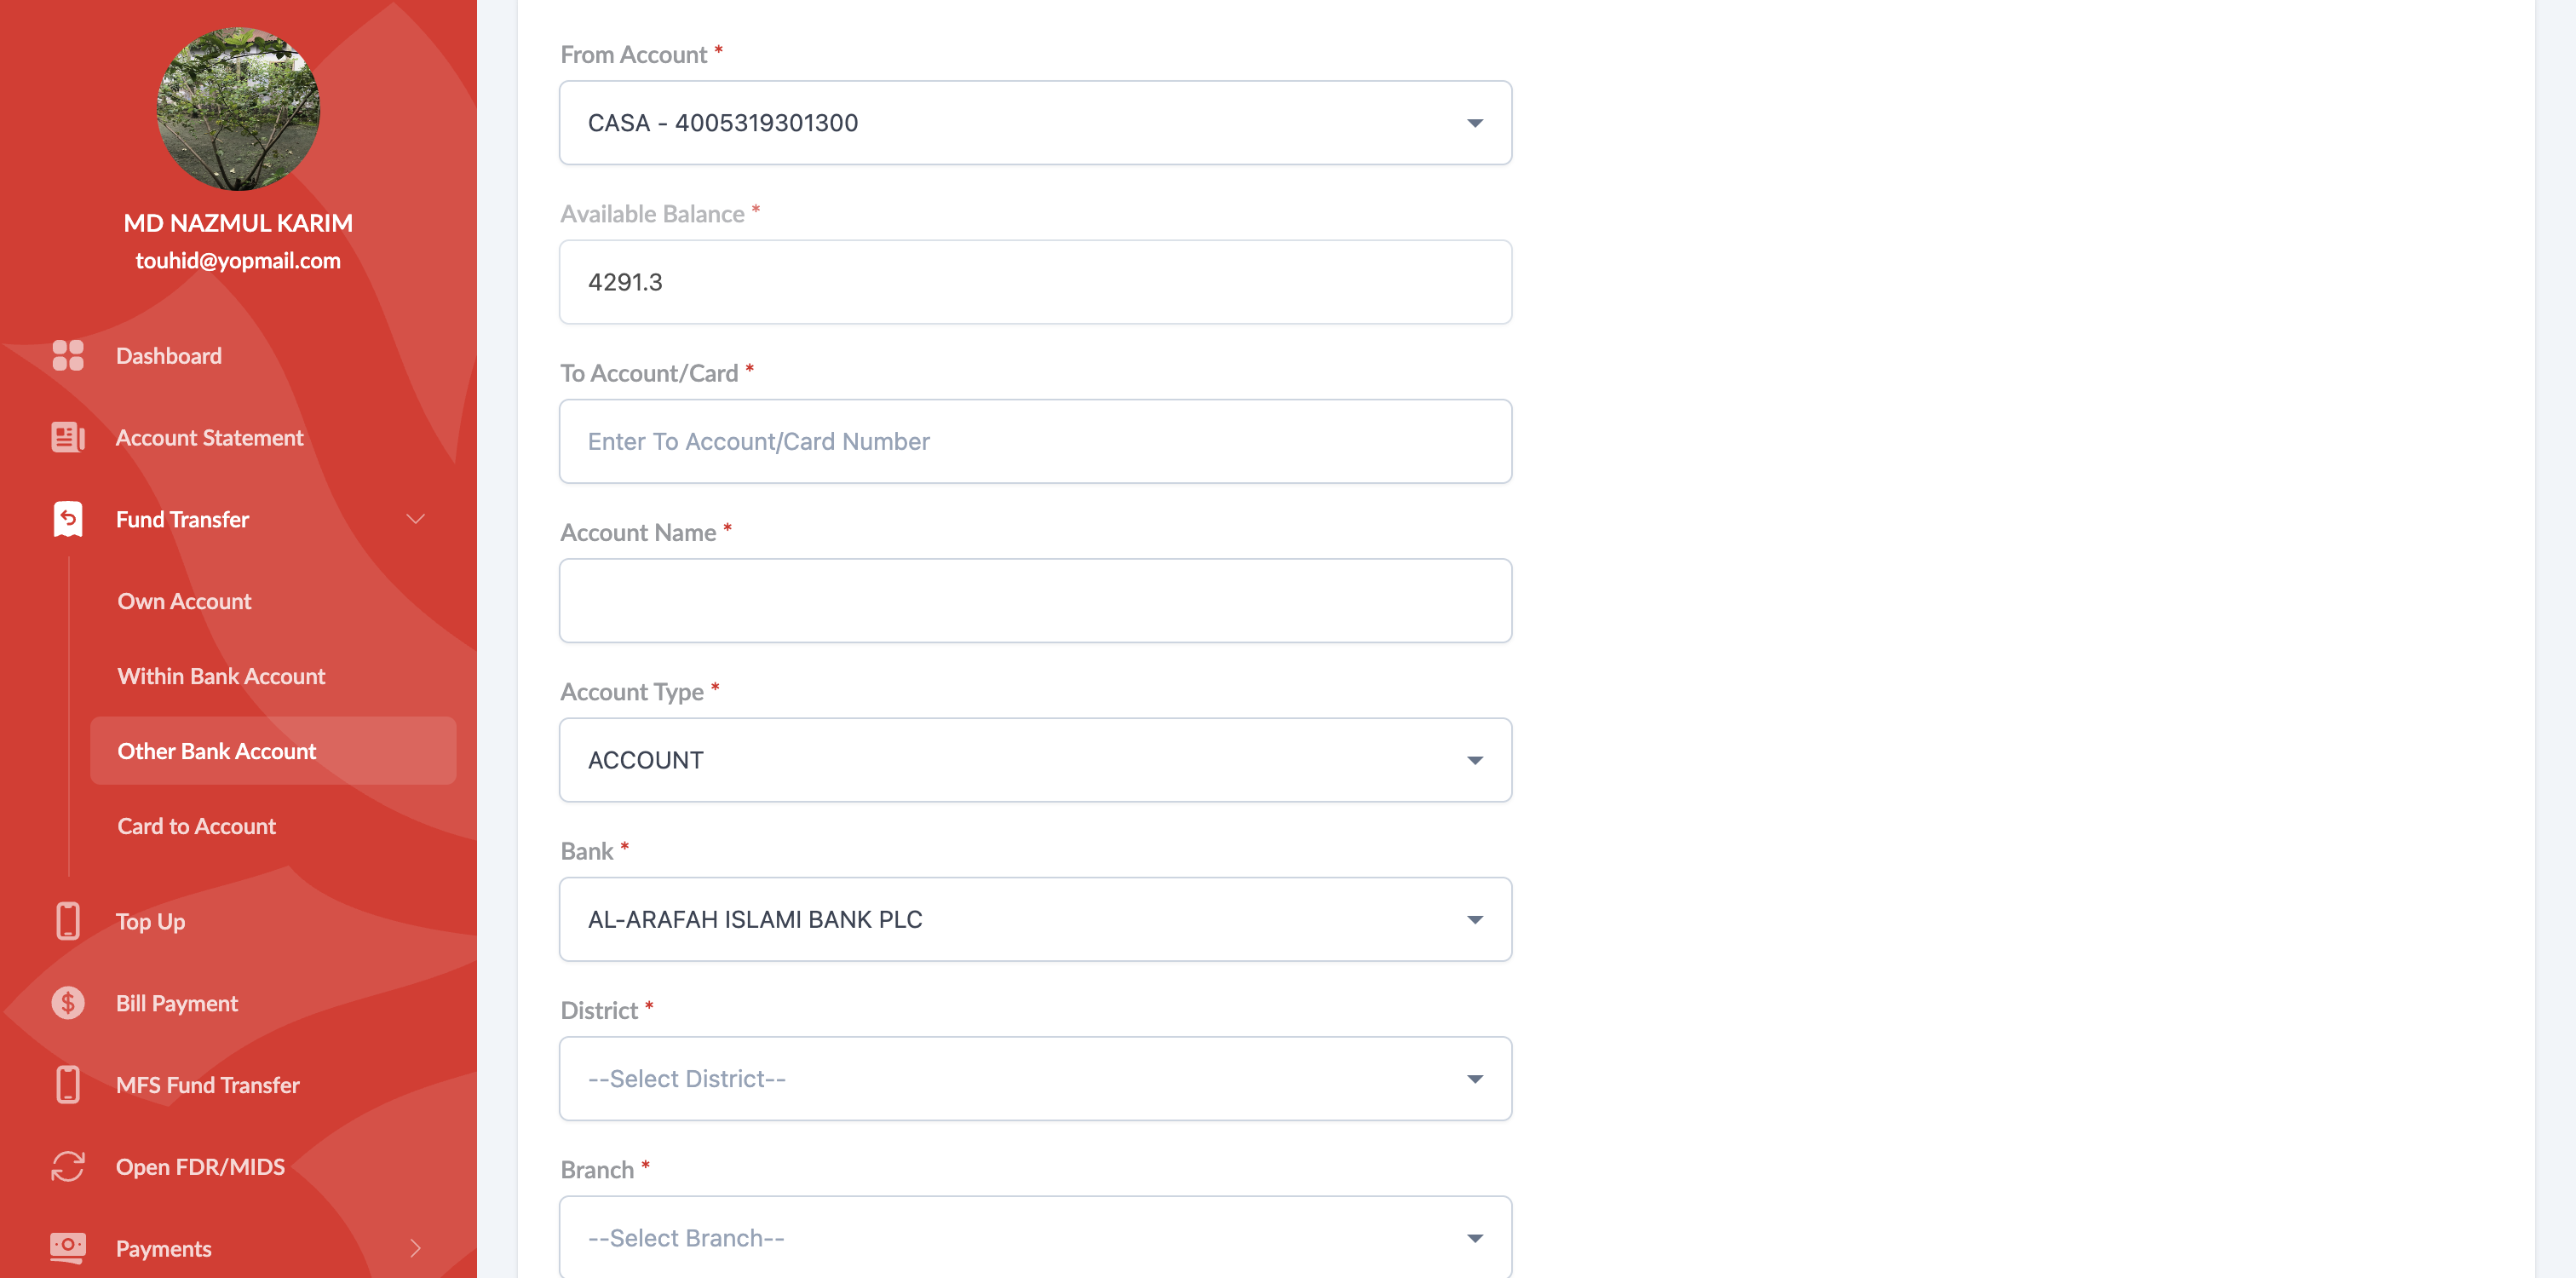 MD NAZMUL KARIM
touhid@yopmail.com
Dashboard
Account Statement
Fund Transfer
Own Account
Within Bank Account
Other Bank Account
Card to Account
Top Up
Bill Payment
MFS Fund Transfer
Open FDR/MIDS
Payments
From Account *
CASA - 4005319301300
Available Balance *
4291.3
To Account/Card *
Enter To Account/Card Number
Account Name *
Account Type *
ACCOUNT
Bank *
AL-ARAFAH ISLAMI BANK PLC
District *
--Select District--
Branch *
--Select Branch--